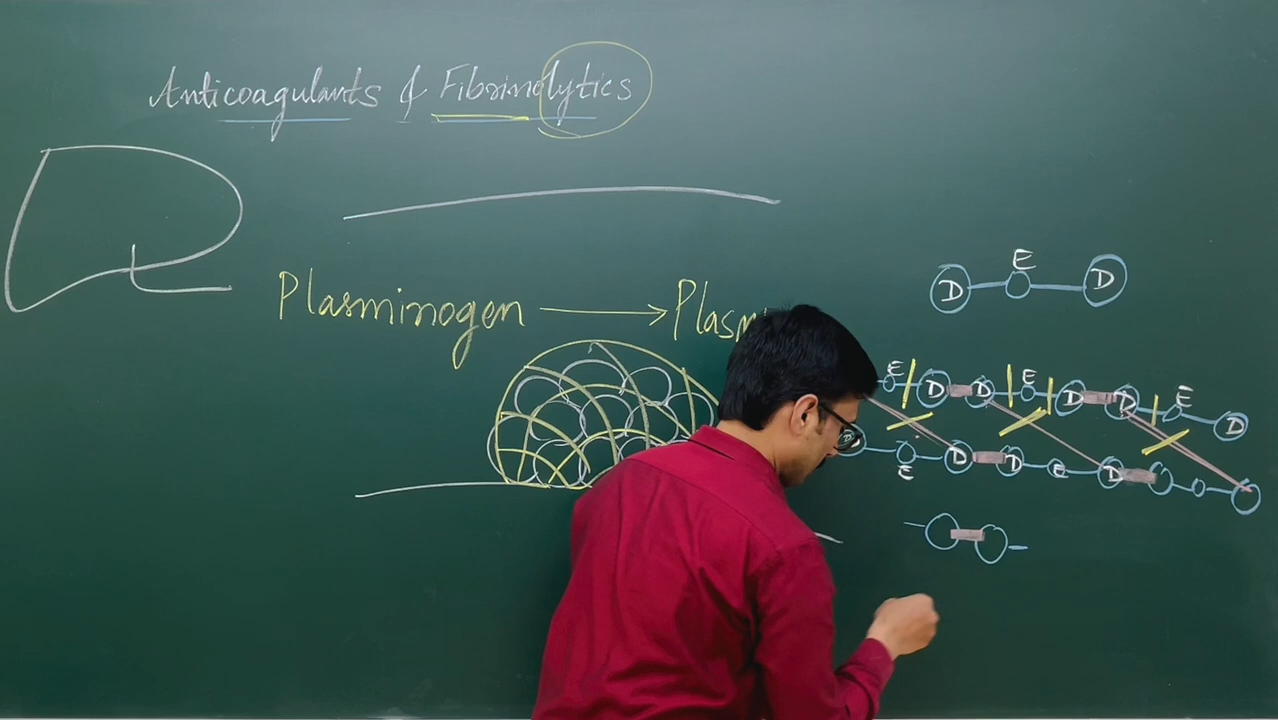 Anticoagulants & Fibrinolytics
Plasminogen → Plasm
E
D D
E D D E D D E D
D E D D E D